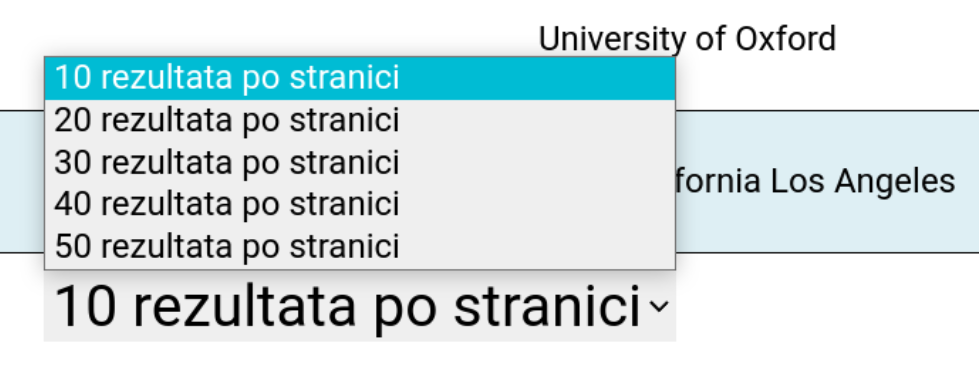 University of Oxford
10 rezultata po stranici
20 rezultata po stranici
30 rezultata po stranici
fornia Los Angeles
40 rezultata po stranici
50 rezultata po stranici
10 rezultata po stranici